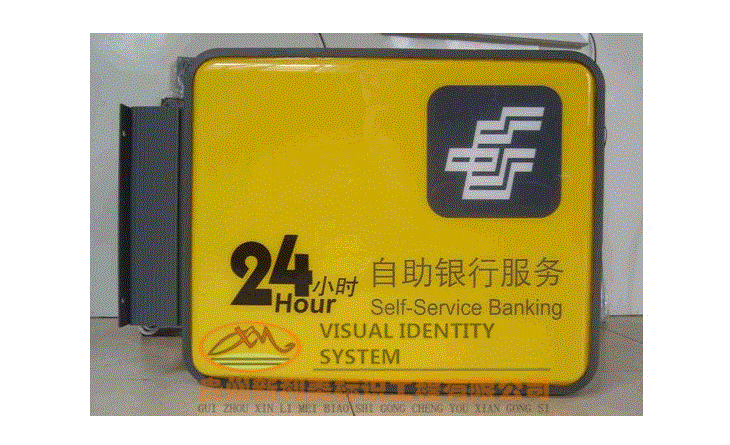 24小时
Hour
自助银行服务
Self-Service Banking
VISUAL IDENTITY
SYSTEM
GUI ZHOU XIN LI MEI BIAO SHI GONG CHENG YOU XIAN GONG SI